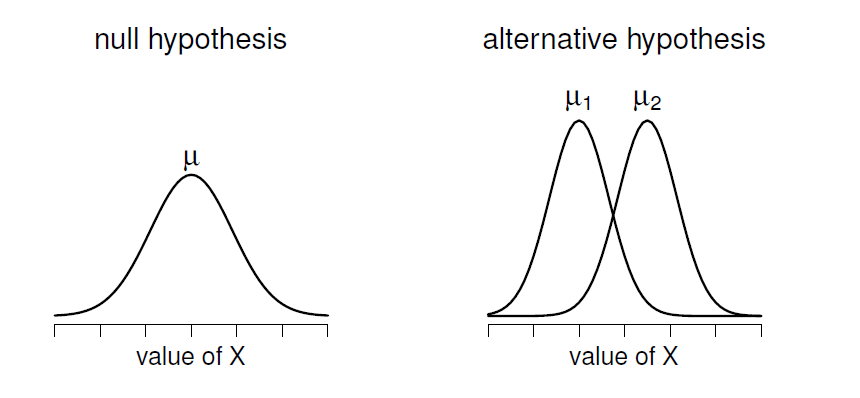 null hypothesis
μ
value of X
alternative hypothesis
μ1 μ2
value of X